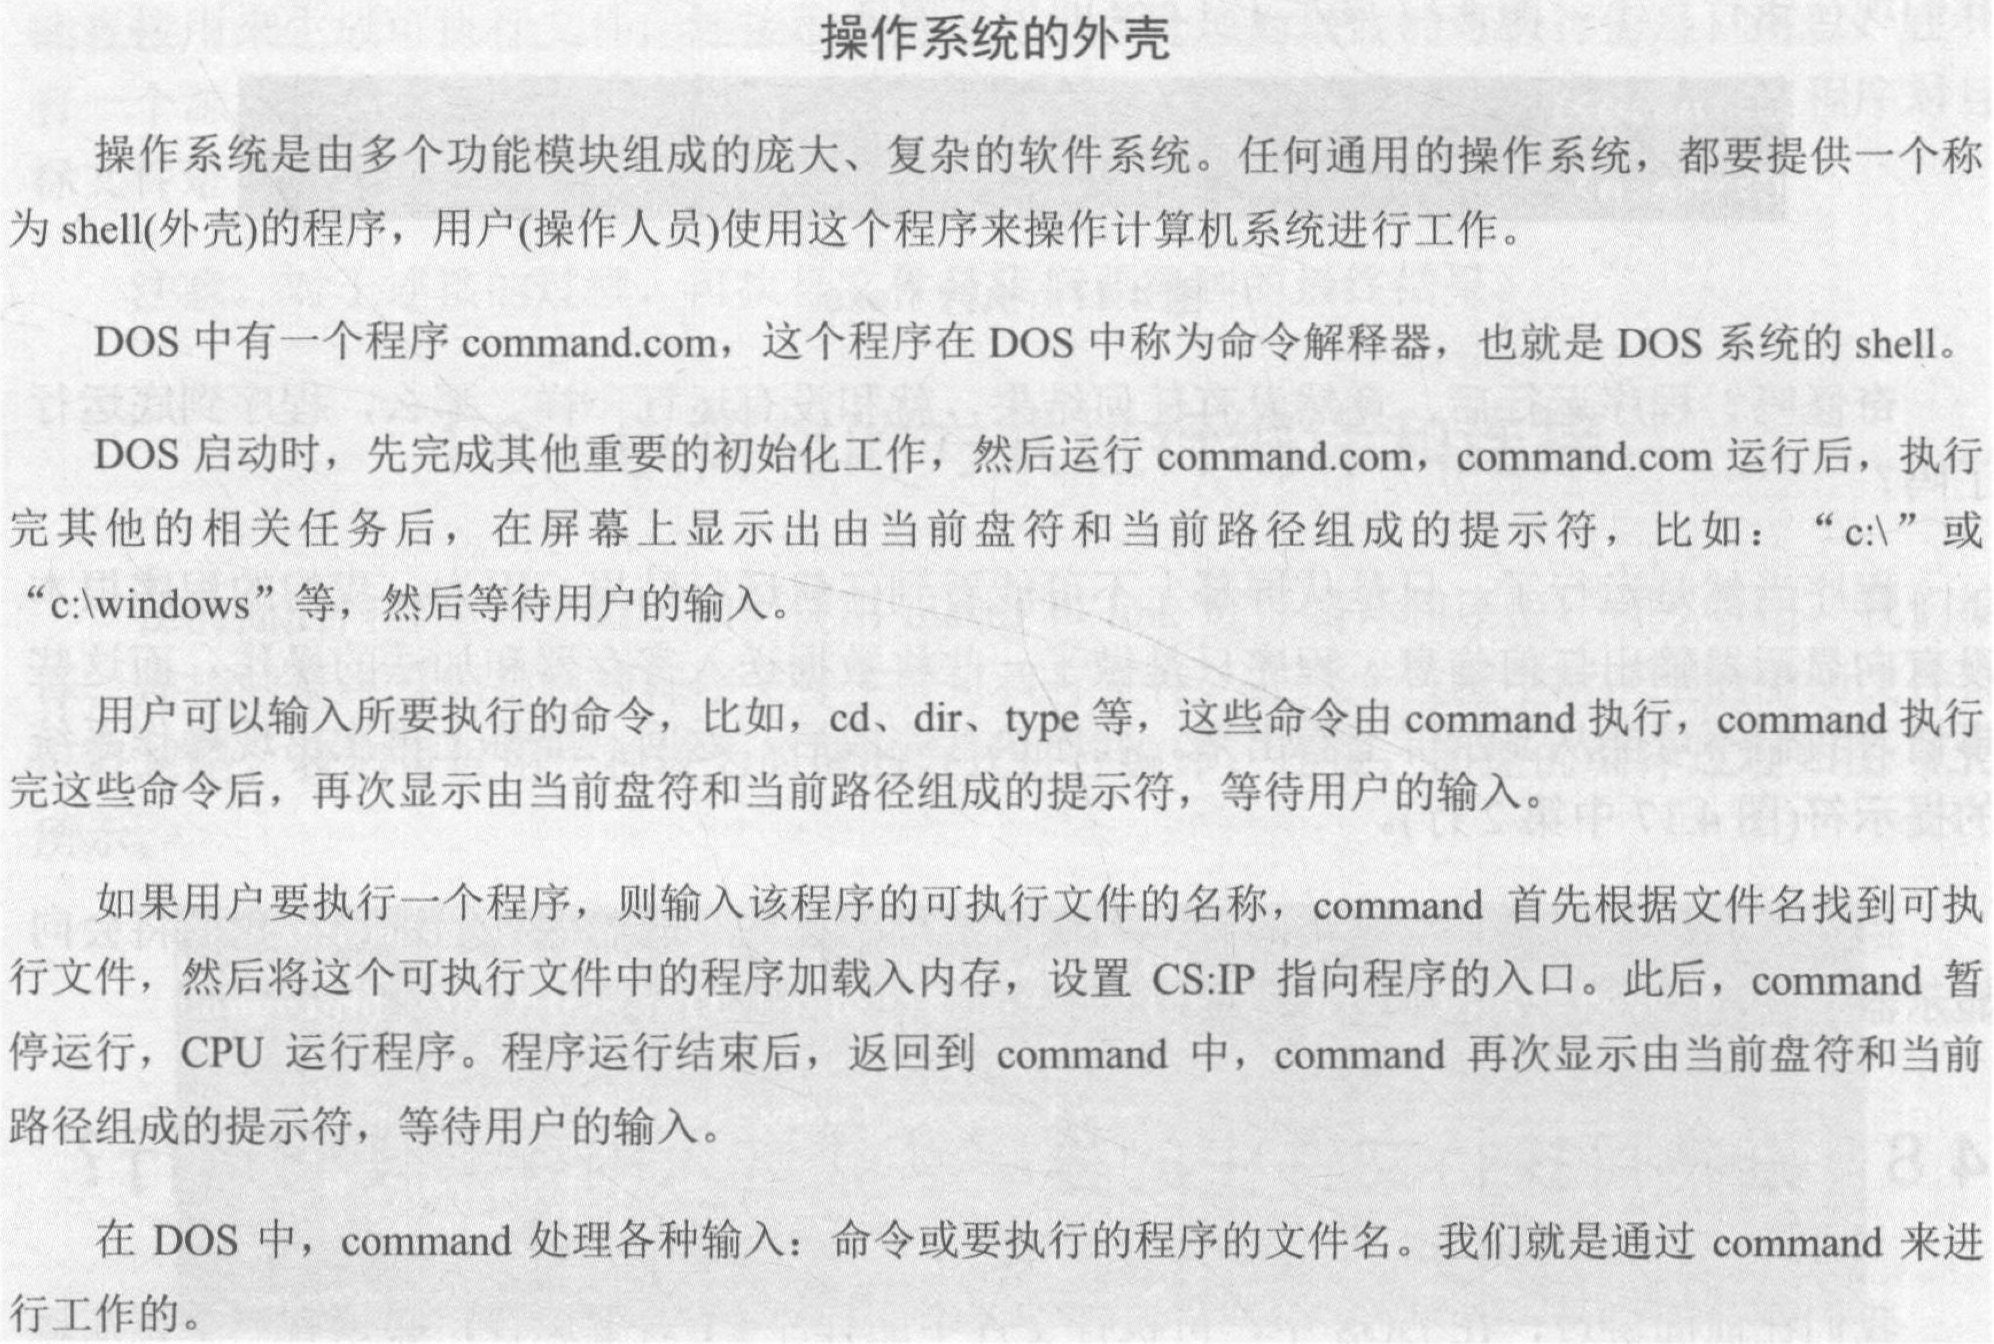 操作系统的外壳
操作系统是由多个功能模块组成的庞大、复杂的软件系统。任何通用的操作系统，都要提供一个称
为 shell(外壳)的程序，用户(操作人员)使用这个程序来操作计算机系统进行工作。
DOS 中有一个程序 command.com，这个程序在 DOS 中称为命令解释器，也就是 DOS 系统的 shell。
DOS 启动时，先完成其他重要的初始化工作，然后运行 command.com，command.com 运行后，执行
完其他的相关任务后，在屏幕上显示出由当前盘符和当前路径组成的提示符，比如：“c:\”或
“c:\windows”等，然后等待用户的输入。
用户可以输入所要执行的命令，比如，cd、dir、type 等，这些命令由 command 执行，command 执行
完这些命令后，再次显示由当前盘符和当前路径组成的提示符，等待用户的输入。
如果用户要执行一个程序，则输入该程序的可执行文件的名称，command 首先根据文件名找到可执
行文件，然后将这个可执行文件中的程序加载入内存，设置 CS:IP 指向程序的入口。此后，command 暂
停运行，CPU 运行程序。程序运行结束后，返回到 command 中，command 再次显示由当前盘符和当前
路径组成的提示符，等待用户的输入。
在 DOS 中，command 处理各种输入：命令或要执行的程序的文件名。我们就是通过 command 来进
行工作的。